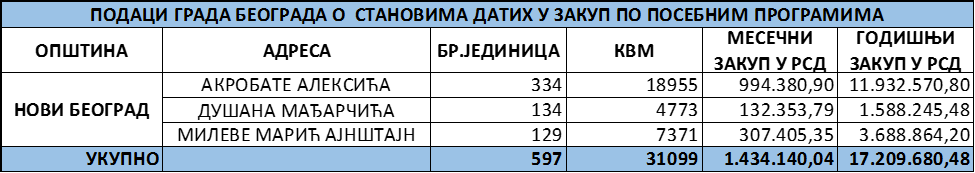 ПОДАЦИ ГРАДА БЕОГРАДА О СТАНОВИМА ДАТИХ У ЗАКУП ПО ПОСЕБНИМ ПРОГРАМИМА
ОПШТИНА АДРЕСА БР.ЈЕДИНИЦА КВМ МЕСЕЧНИ ЗАКУП У РСД ГОДИШЊИ ЗАКУП У РСД
НОВИ БЕОГРАД АКРОБАТЕ АЛЕКСИЋА 334 18955 994.380,90 11.932.570,80
ДУШАНА МАЂАРЧИЋА 134 4773 132.353,79 1.588.245,48
МИЛЕВЕ МАРИЋ АЈНШТАЈН 129 7371 307.405,35 3.688.864,20
УКУПНО 597 31099 1.434.140,04 17.209.680,48